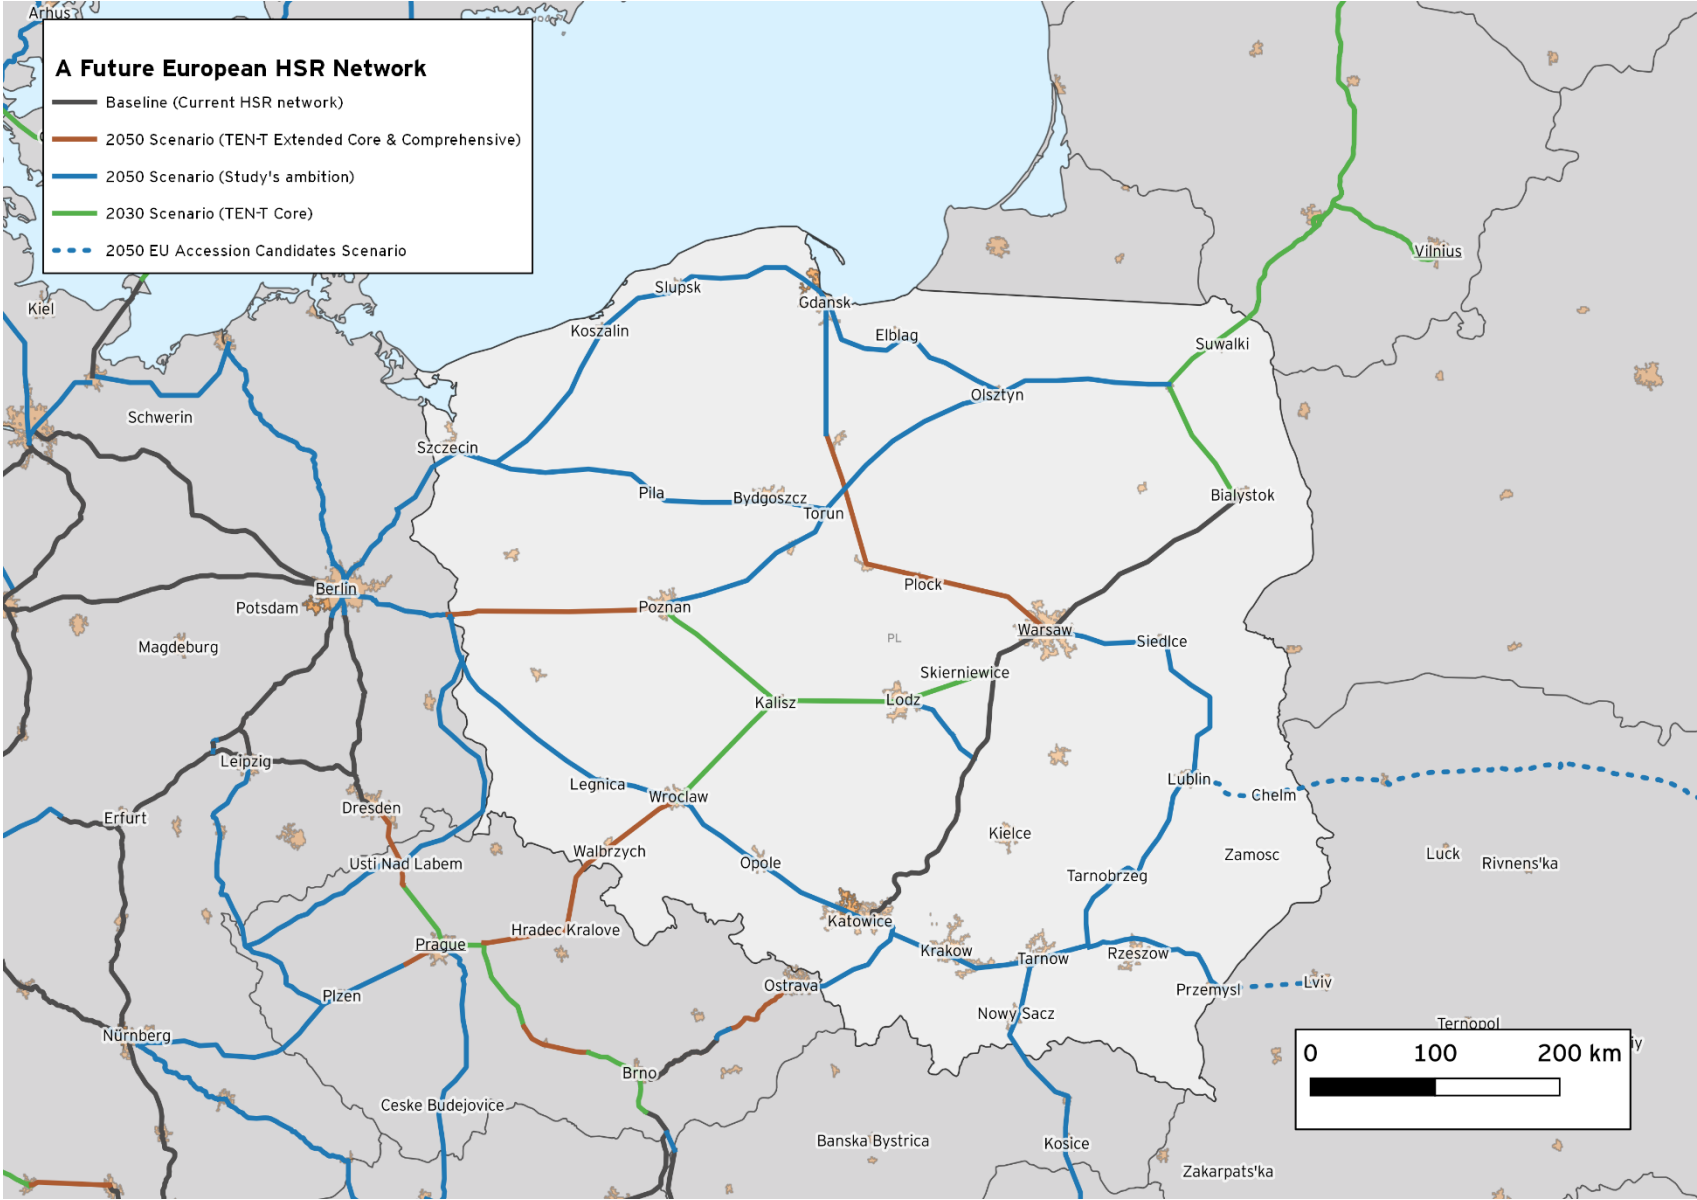 Arhus
A Future European HSR Network
Baseline (Current HSR network)
2050 Scenario (TEN-T Extended Core & Comprehensive)
2050 Scenario (Study's ambition)
2030 Scenario (TEN-T Core)
2050 EU Accession Candidates Scenario
Vilnius
Kiel
Slupsk
Gdansk
Koszalin
Elblag
Suwalki
Olsztyn
Schwerin
Szczecin
Pila
Bydgoszcz
Torun
Bialystok
Berlin
Potsdam
Poznan
Plock
Warsaw
PL
Siedlce
Magdeburg
Skierniewice
Kalisz
Lodz
Leipzig
Legnica
Wroclaw
Lublin
Chelm
Dresden
Erfurt
Kielce
Walbrzych
Usti Nad Labem
Opole
Zamosc
Luck
Rivnens'ka
Tarnobrzeg
Katowice
Hradec Kralove
Prague
Krakow
Tarnow
Rzeszow
Ostrava
Przemysl
Lviv
Plzen
Nowy Sacz
Ternopol
Nürnberg
0 100 200 km
Brno
Ceske Budejovice
Banska Bystrica
Kosice
Zakarpats'ka